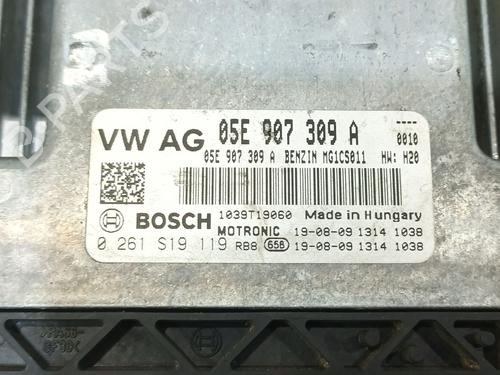 B-PARTS
VW AG 05E 907 309 A 0010
05E 907 309 A BENZIN MG1CS011 HW: H20
BOSCH 1039T19060 Made in Hungary
MOTRONIC 19-08-09 1314 1038
0 261 S19 119 RB8 658 19-08-09 1314 1038